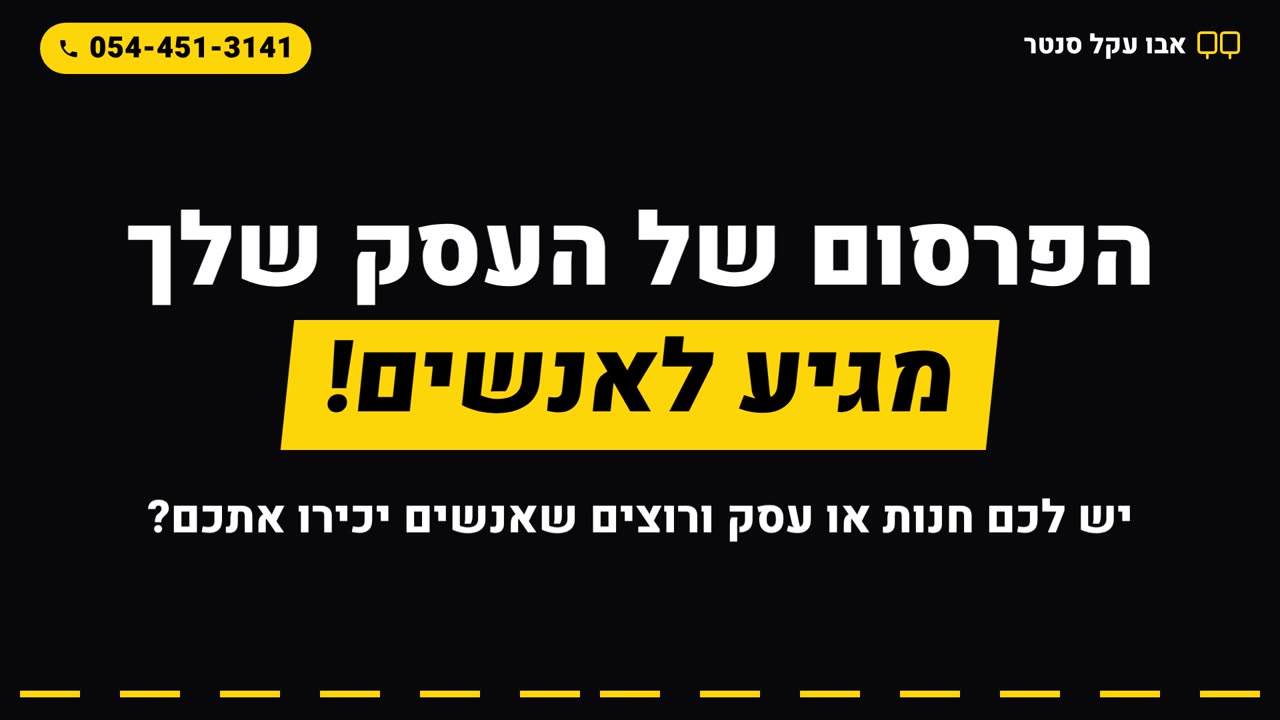 אבו עקל סנטר
054-451-3141
הפרסום של העסק שלך
מגיע לאנשים!
יש לכם חנות או עסק ורוצים שאנשים יכירו אתכם?